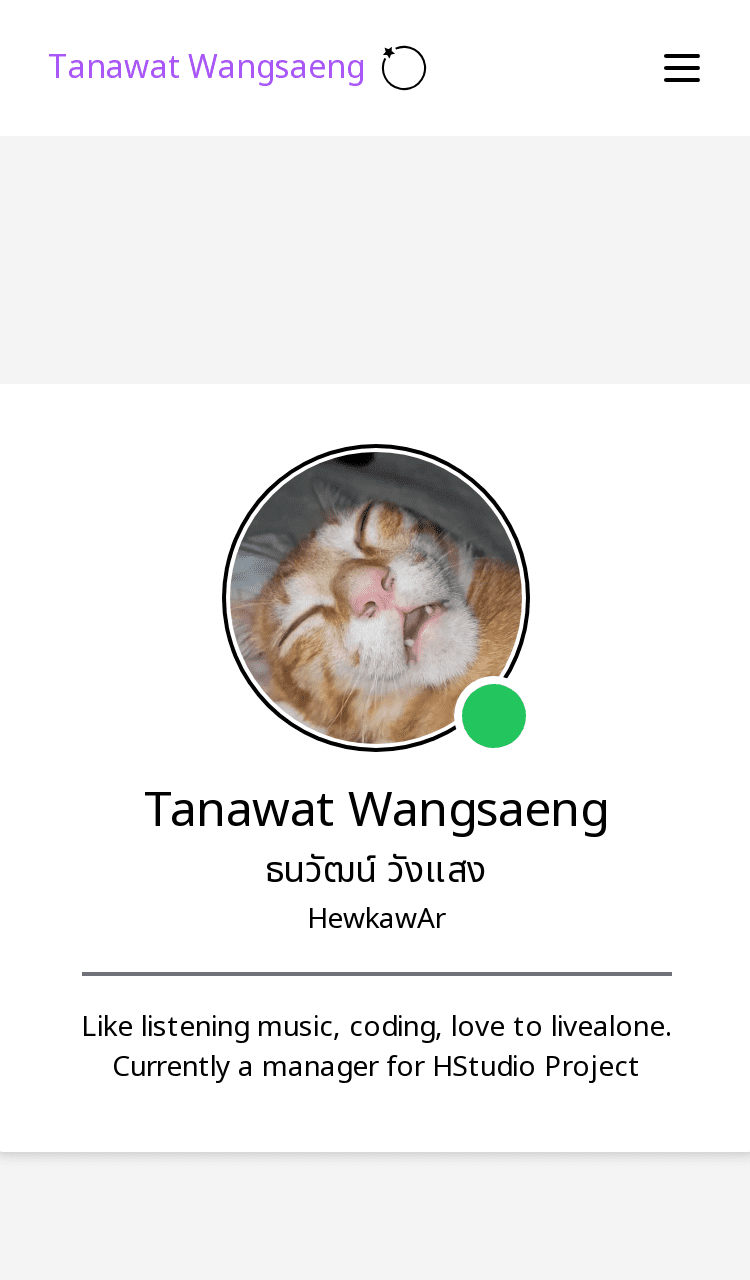 Tanawat Wangsaeng
Tanawat Wangsaeng
ธนวัฒน์ วังแสง
HewkawAr
Like listening music, coding, love to livealone.
Currently a manager for HStudio Project